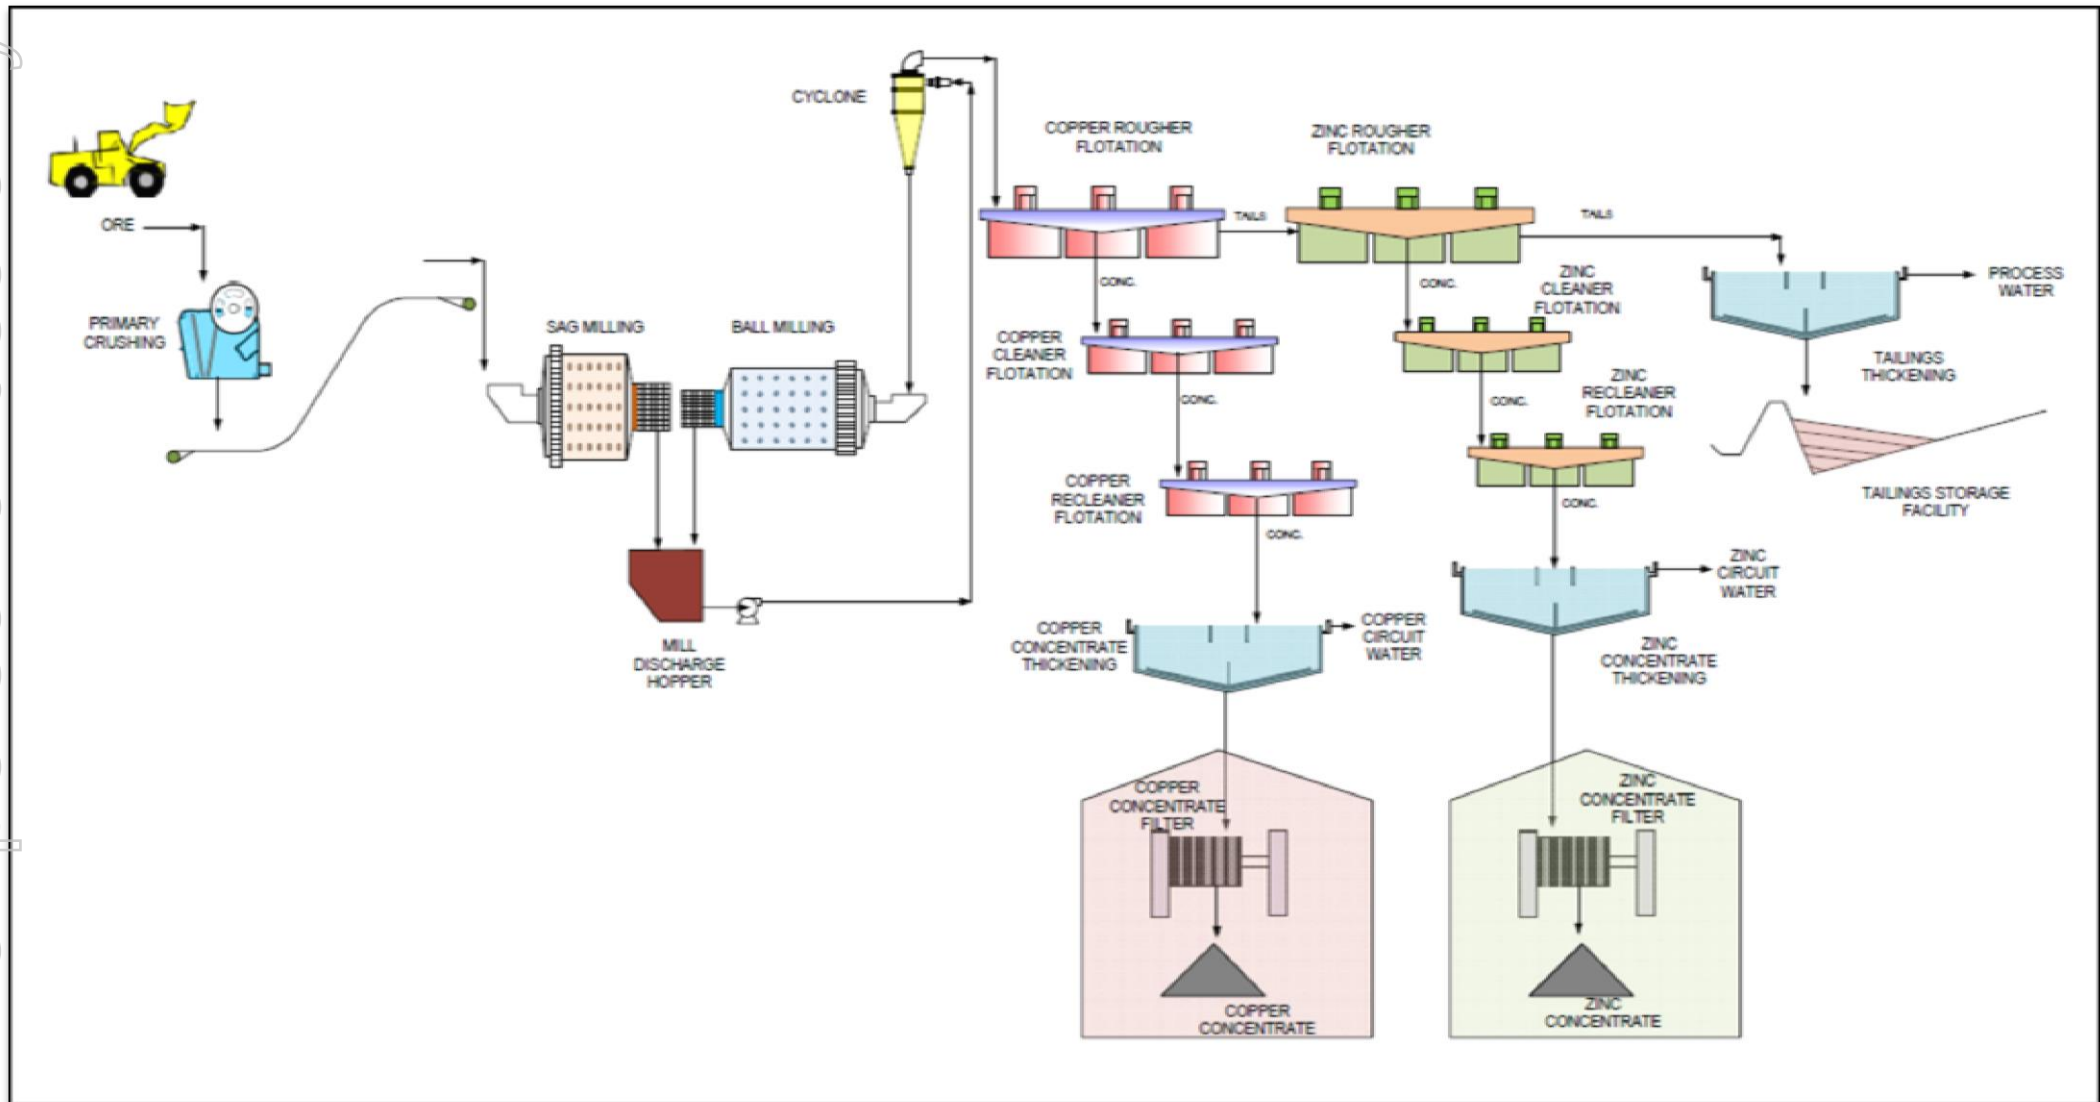 CYCLONE
ORE
PRIMARY
CRUSHING
SAG MILLING
BALL MILLING
MILL
DISCHARGE
HOPPER
COPPER ROUGHER
FLOTATION
ZINC ROUGHER
FLOTATION
TAILS
TAILS
CONC.
CONC.
COPPER
CLEANER
FLOTATION
ZINC
CLEANER
FLOTATION
PROCESS
WATER
TAILINGS
THICKENING
CONC.
CONC.
ZINC
RECLEANER
FLOTATION
COPPER
RECLEANER
FLOTATION
TAILINGS STORAGE
FACILITY
CONC.
CONC.
ZINC
CIRCUIT
WATER
COPPER
CONCENTRATE
THICKENING
COPPER
CIRCUIT
WATER
ZINC
CONCENTRATE
THICKENING
COPPER
CONCENTRATE
FILTER
ZINC
CONCENTRATE
FILTER
COPPER
CONCENTRATE
ZINC
CONCENTRATE